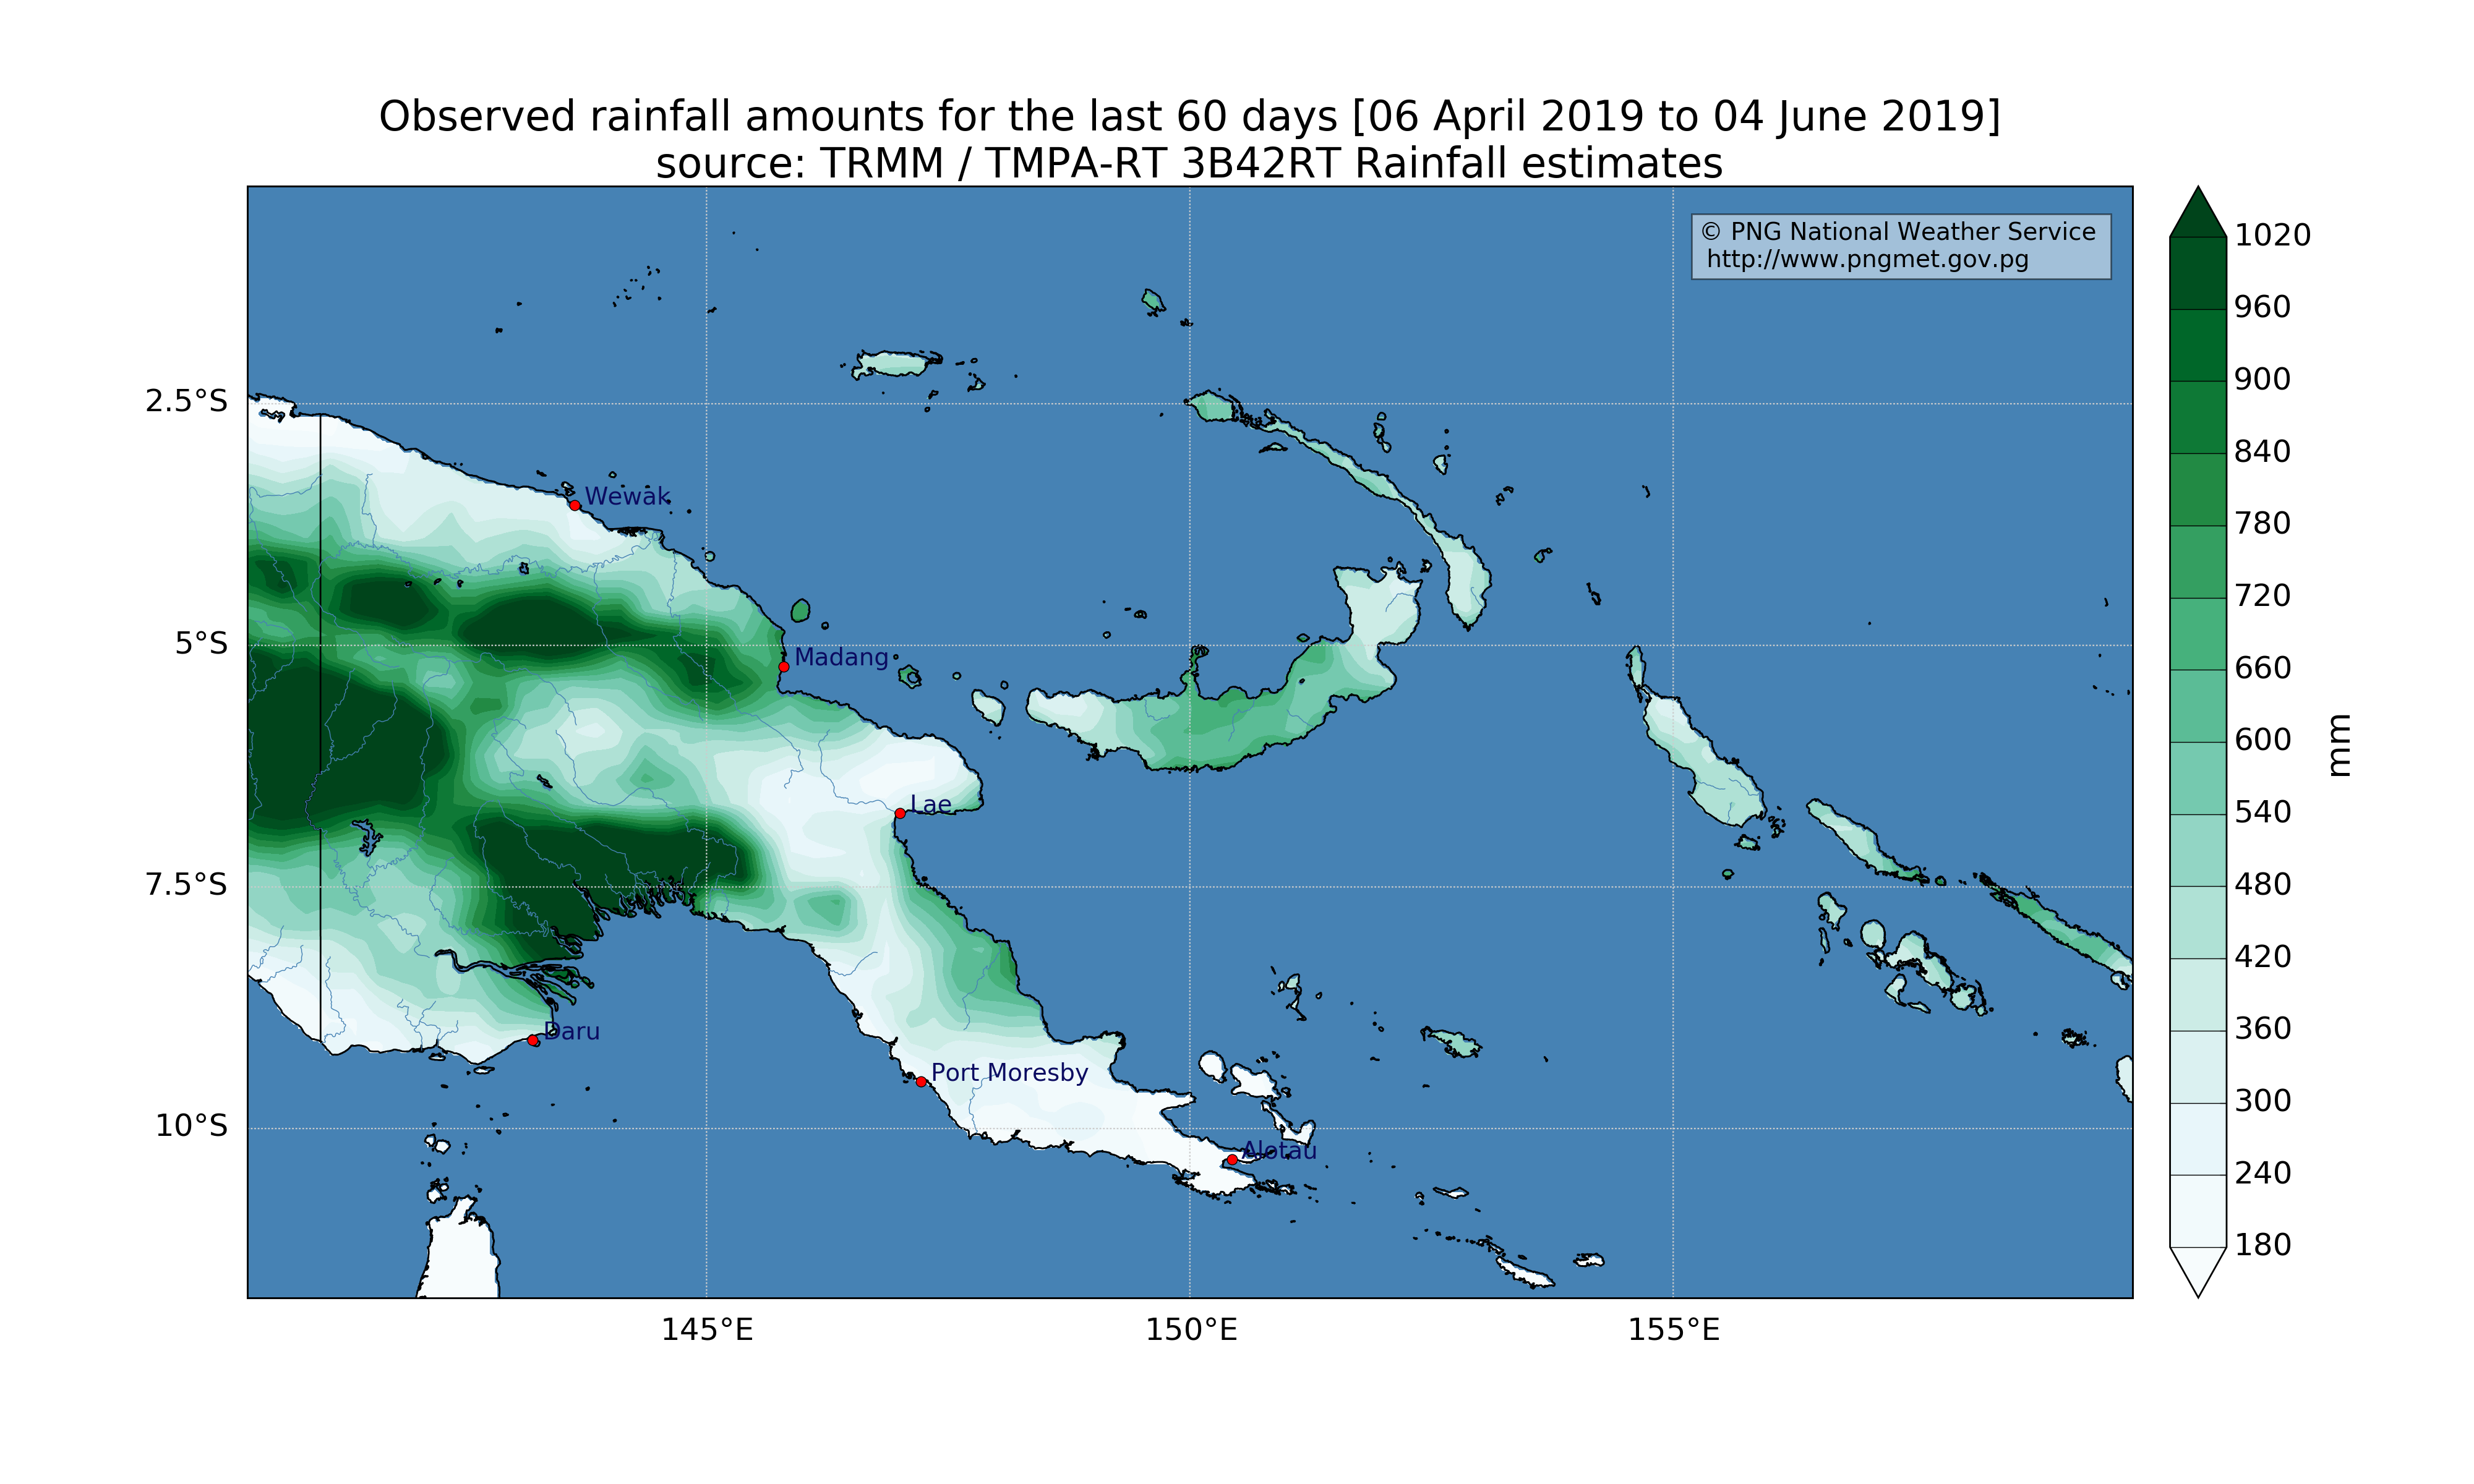 Observed rainfall amounts for the last 60 days [06 April 2019 to 04 June 2019]
source: TRMM / TMPA-RT 3B42RT Rainfall estimates
© PNG National Weather Service
http://www.pngmet.gov.pg
2.5°S
5°S
7.5°S
10°S
Wewak
Madang
Lae
Daru
Port Moresby
Alotau
145°E
150°E
155°E
1020
960
900
840
780
720
660
600
540
480
420
360
300
240
180
mm